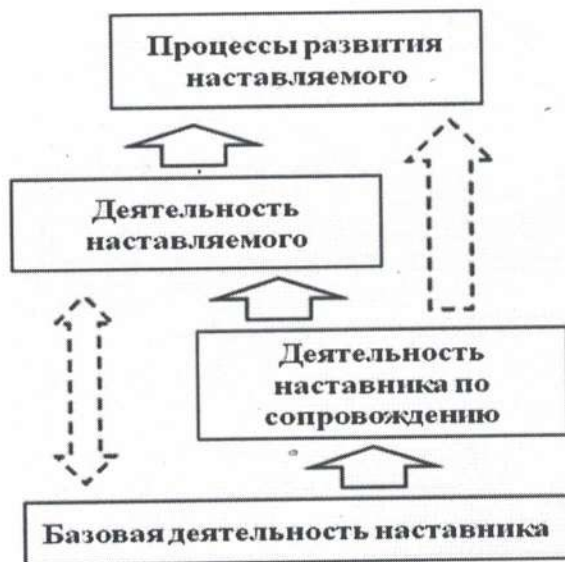 Процессы развития
наставляемого
Деятельность
наставляемого
Деятельность
наставника по
сопровождению
Базовая деятельность наставника